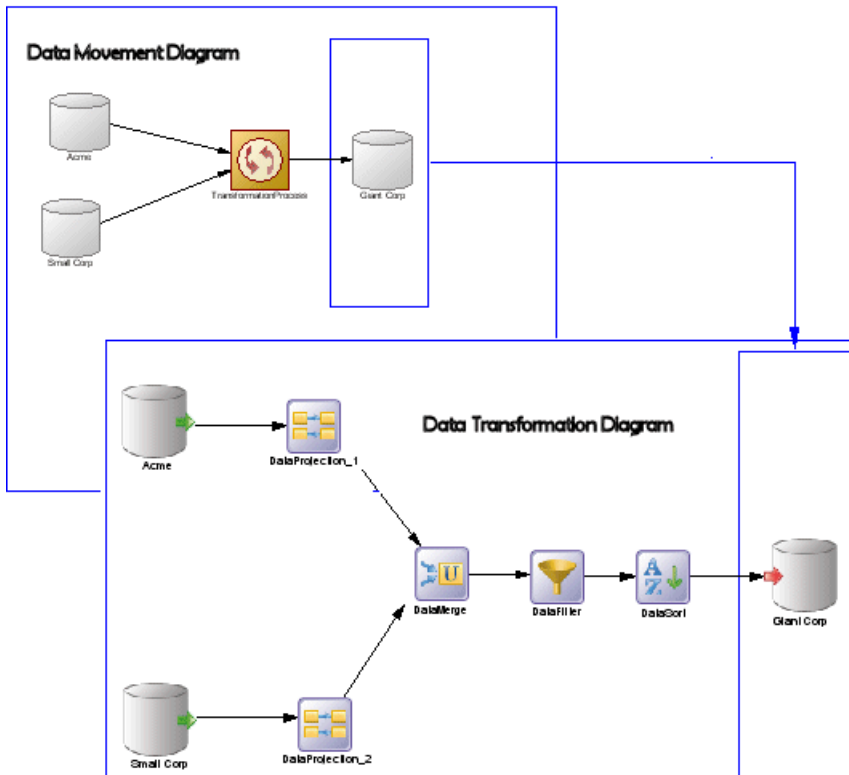 Data Movement Diagram
Acme
TransformationProcess
Giant Corp
Small Corp
Data Transformation Diagram
Acme
DataProjection_1
U
DataMerge
DataFilter
A
Z
DataSort
Giant Corp
Small Corp
DataProjection_2